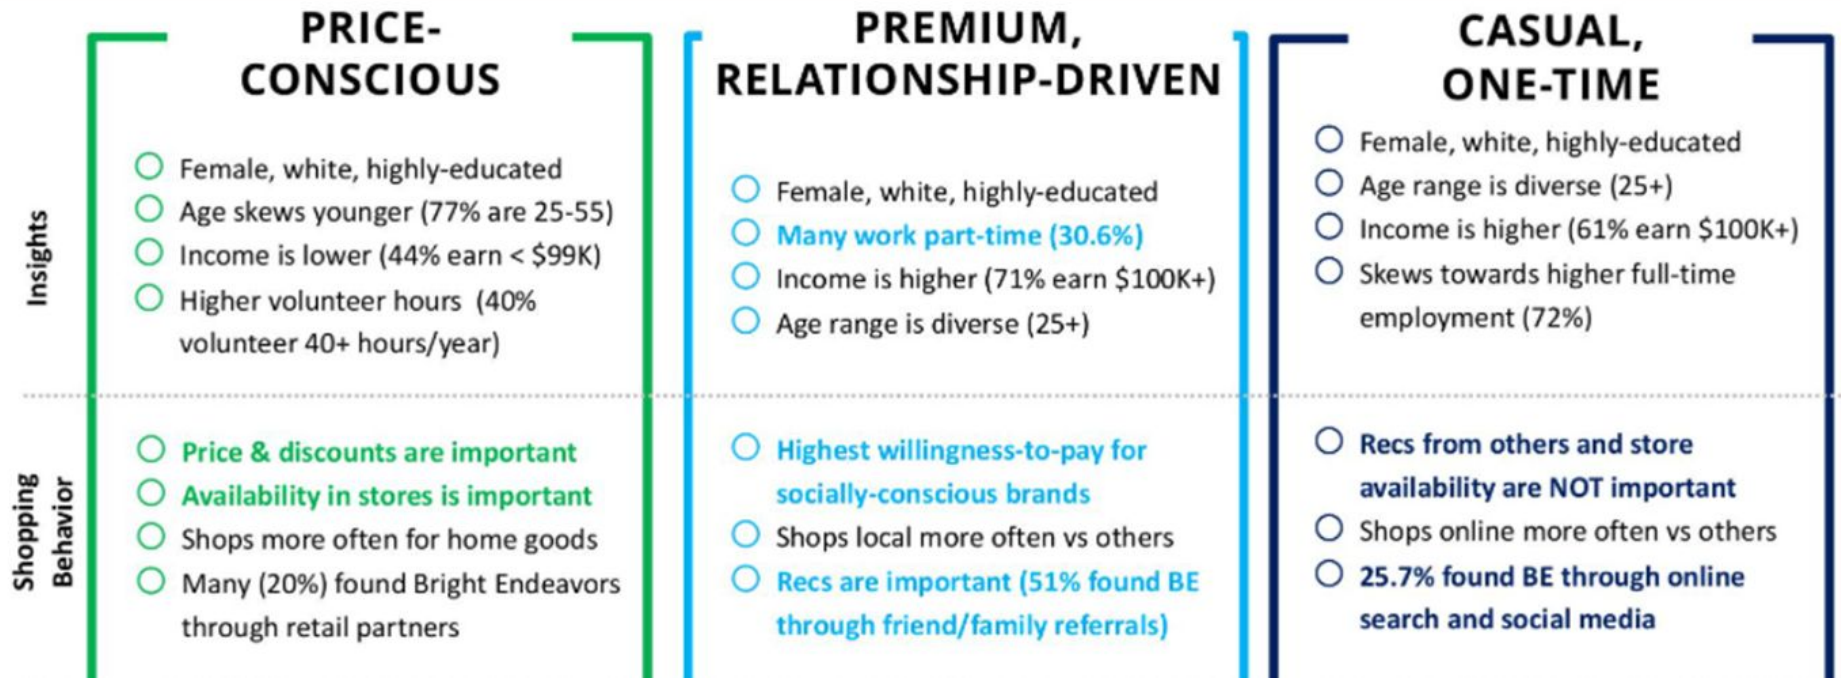 PRICE-
CONSCIOUS
PREMIUM,
RELATIONSHIP-DRIVEN
CASUAL,
ONE-TIME
Insights
Female, white, highly-educated
Age skews younger (77% are 25-55)
Income is lower (44% earn < $99K)
Higher volunteer hours (40%
volunteer 40+ hours/year)
Female, white, highly-educated
Many work part-time (30.6%)
Income is higher (71% earn $100K+)
Age range is diverse (25+)
Female, white, highly-educated
Age range is diverse (25+)
Income is higher (61% earn $100K+)
Skews towards higher full-time
employment (72%)
Shopping
Behavior
Price & discounts are important
Availability in stores is important
Shops more often for home goods
Many (20%) found Bright Endeavors
through retail partners
Highest willingness-to-pay for
socially-conscious brands
Shops local more often vs others
Recs are important (51% found BE
through friend/family referrals)
Recs from others and store
availability are NOT important
Shops online more often vs others
25.7% found BE through online
search and social media